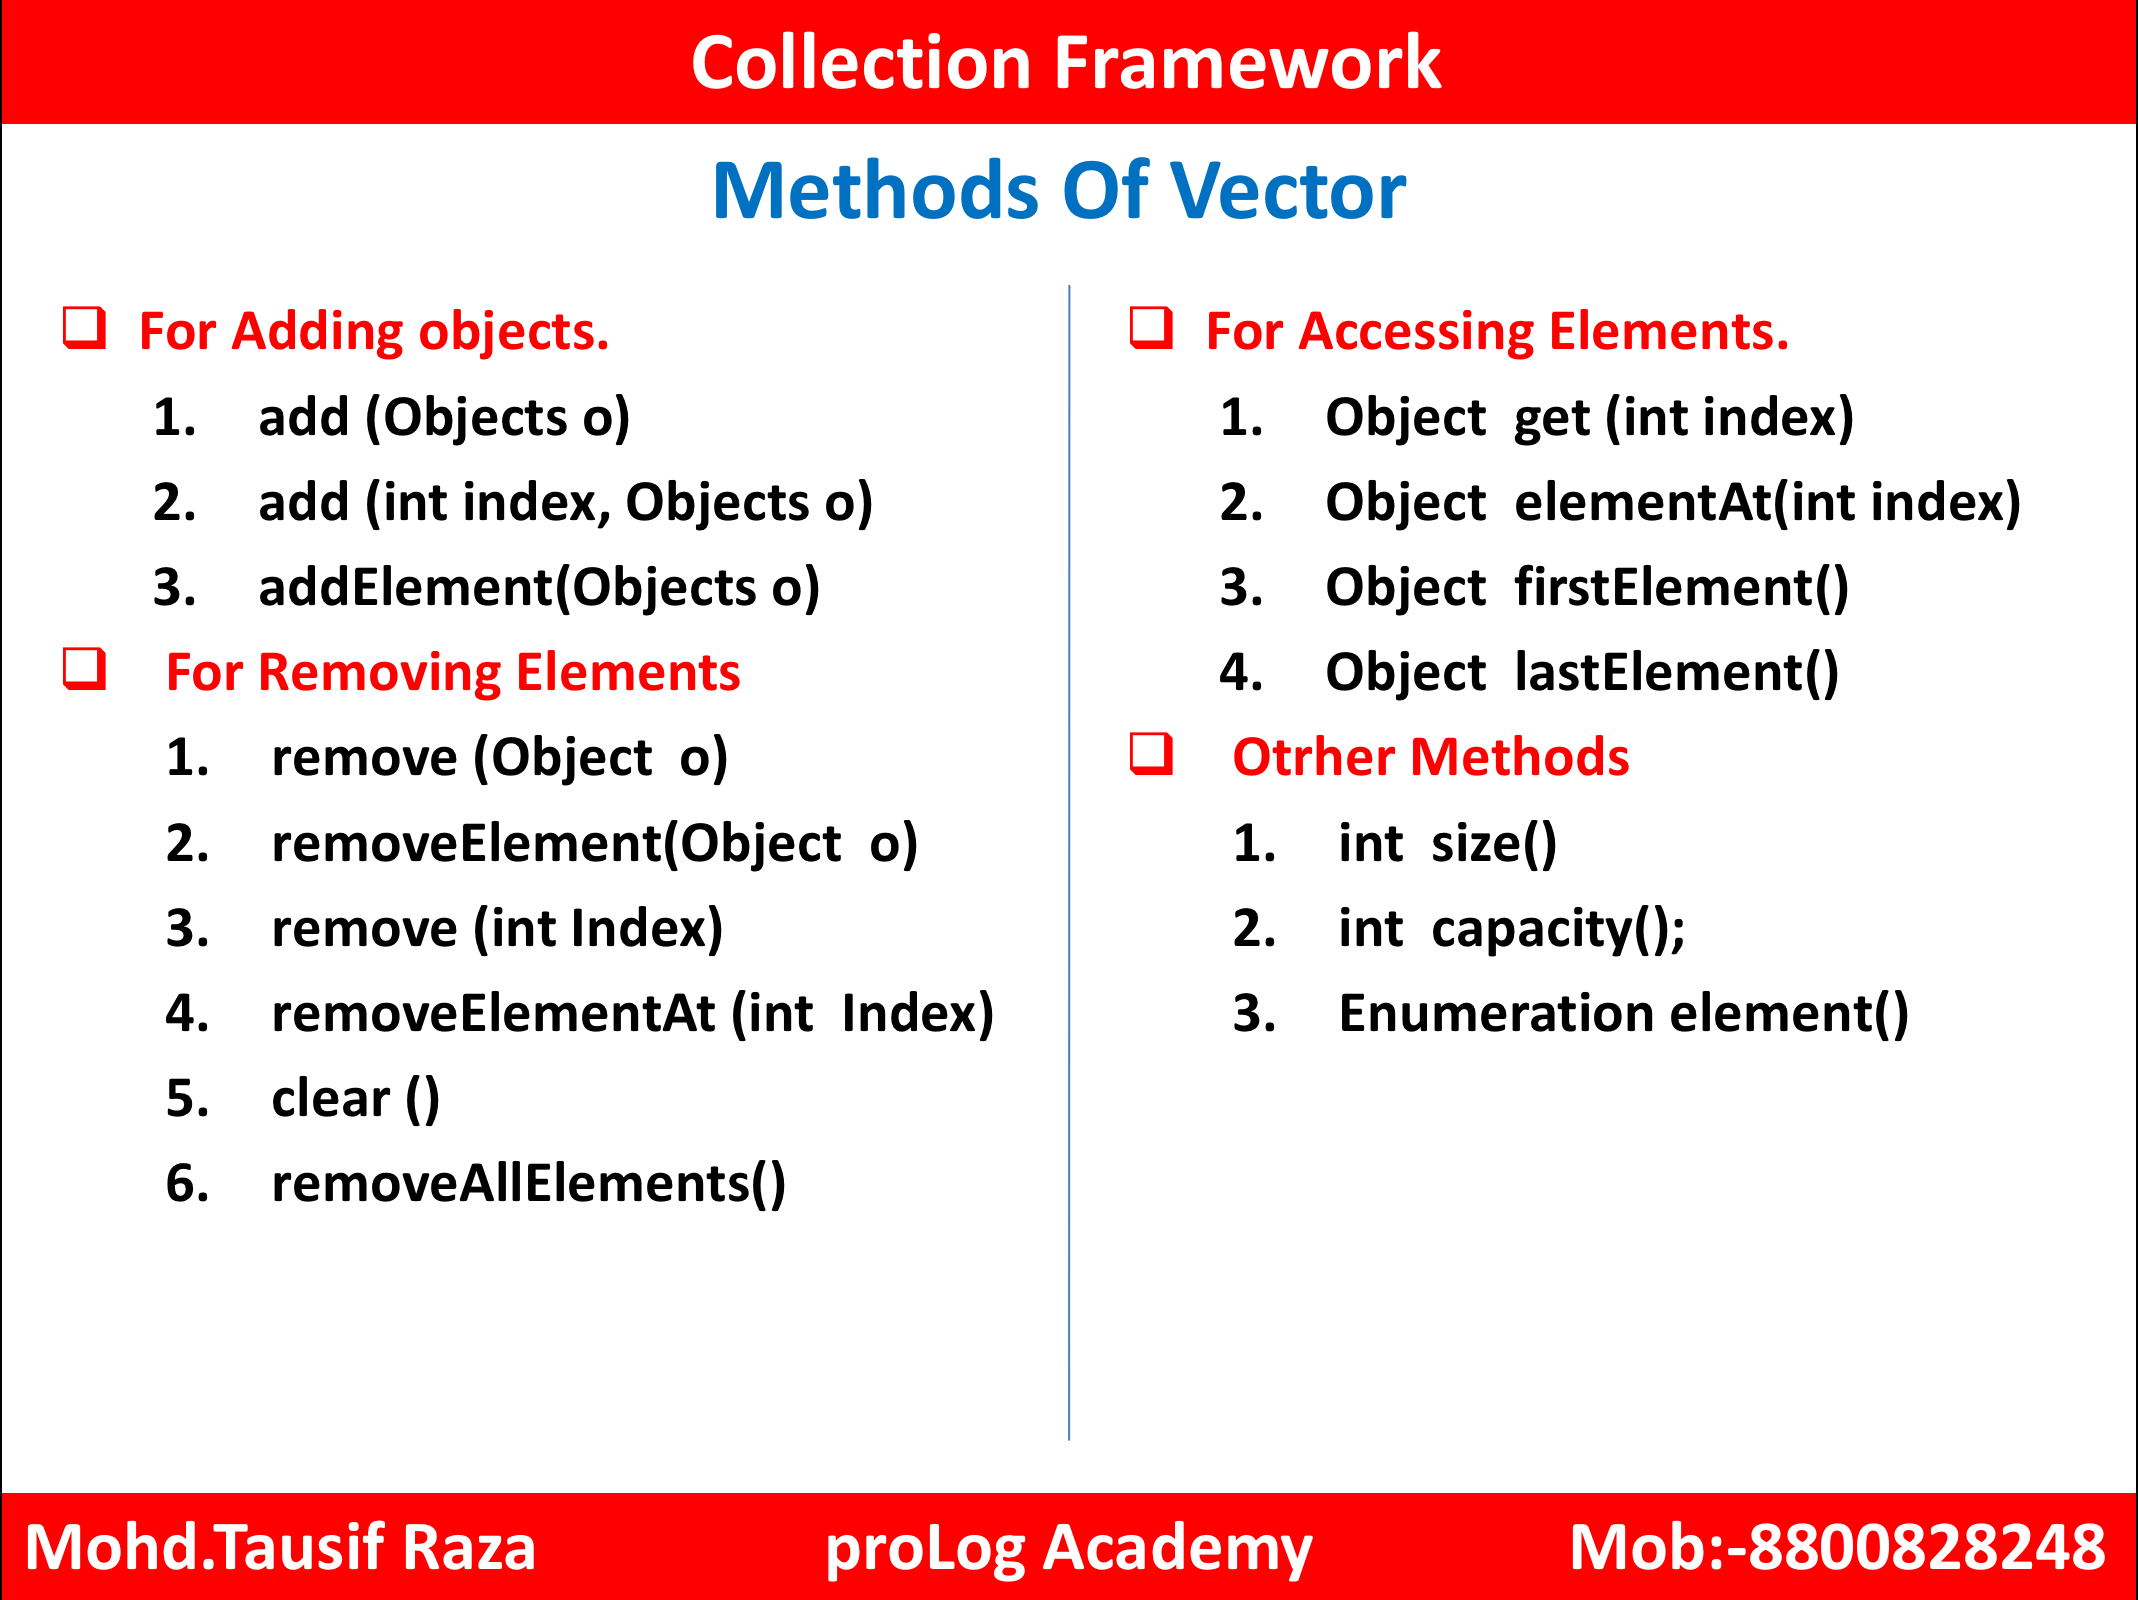 Collection Framework
Methods Of Vector
For Adding objects.
1. add (Objects o)
2. add (int index, Objects o)
3. addElement(Objects o)
For Removing Elements
1. remove (Object  o)
2. removeElement(Object  o)
3. remove (int Index)
4. removeElementAt (int  Index)
5. clear ()
6. removeAllElements()
For Accessing Elements.
1. Object  get (int index)
2. Object  elementAt(int index)
3. Object  firstElement()
4. Object  lastElement()
Otrher Methods
1. int  size()
2. int  capacity();
3. Enumeration element()
Mohd.Tausif Raza proLog Academy Mob:-8800828248